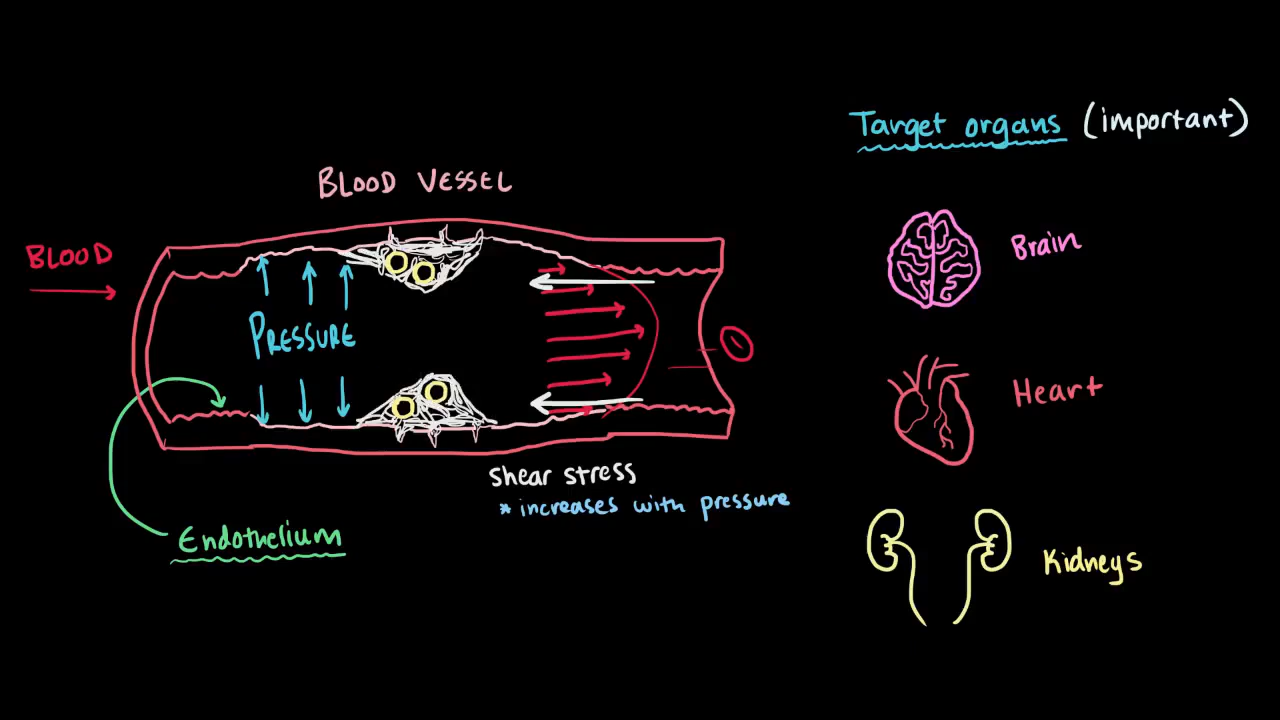 Target organs (important)
BLOOD VESSEL
BLOOD
Brain
PRESSURE
Heart
shear stress
* increases with pressure
Endothelium
Kidneys